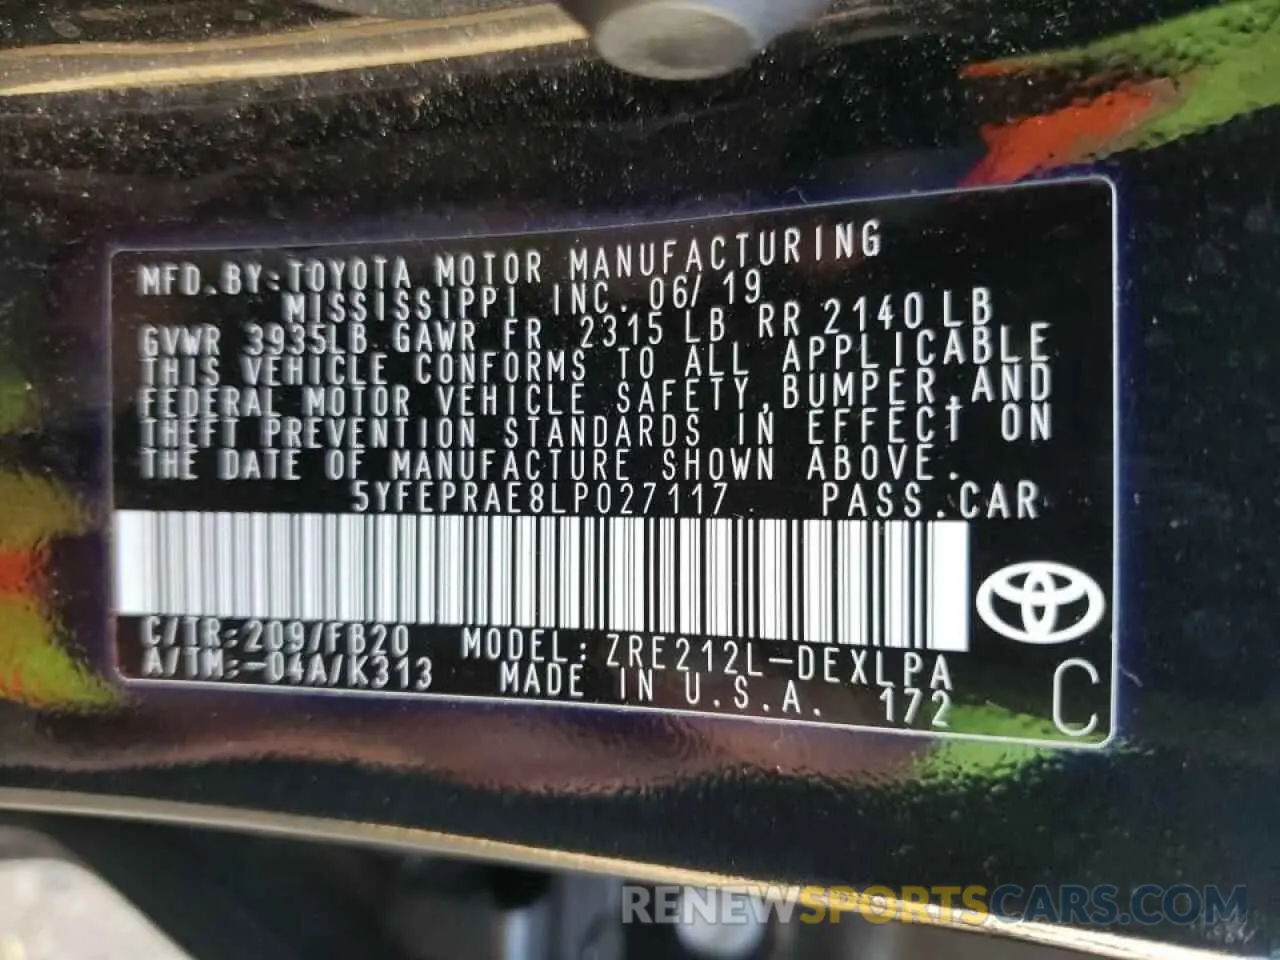 MFD.BY:TOYOTA MOTOR MANUFACTURING
MISSISSIPPI INC. 06/19
GVWR 3935LB GAWR FR 2315LB RR 2140LB
THIS VEHICLE CONFORMS TO ALL APPLICABLE
FEDERAL MOTOR VEHICLE SAFETY,BUMPER,AND
THEFT PREVENTION STANDARDS IN EFFECT ON
THE DATE OF MANUFACTURE SHOWN ABOVE.
5YFEPRAE8LP027117 PASS.CAR
C/TR:209/FB20 MODEL:ZRE212L-DEXLPA
A/TM:-04A/K313 MADE IN U.S.A. 172
C
RENEWSPORTSCARS.COM